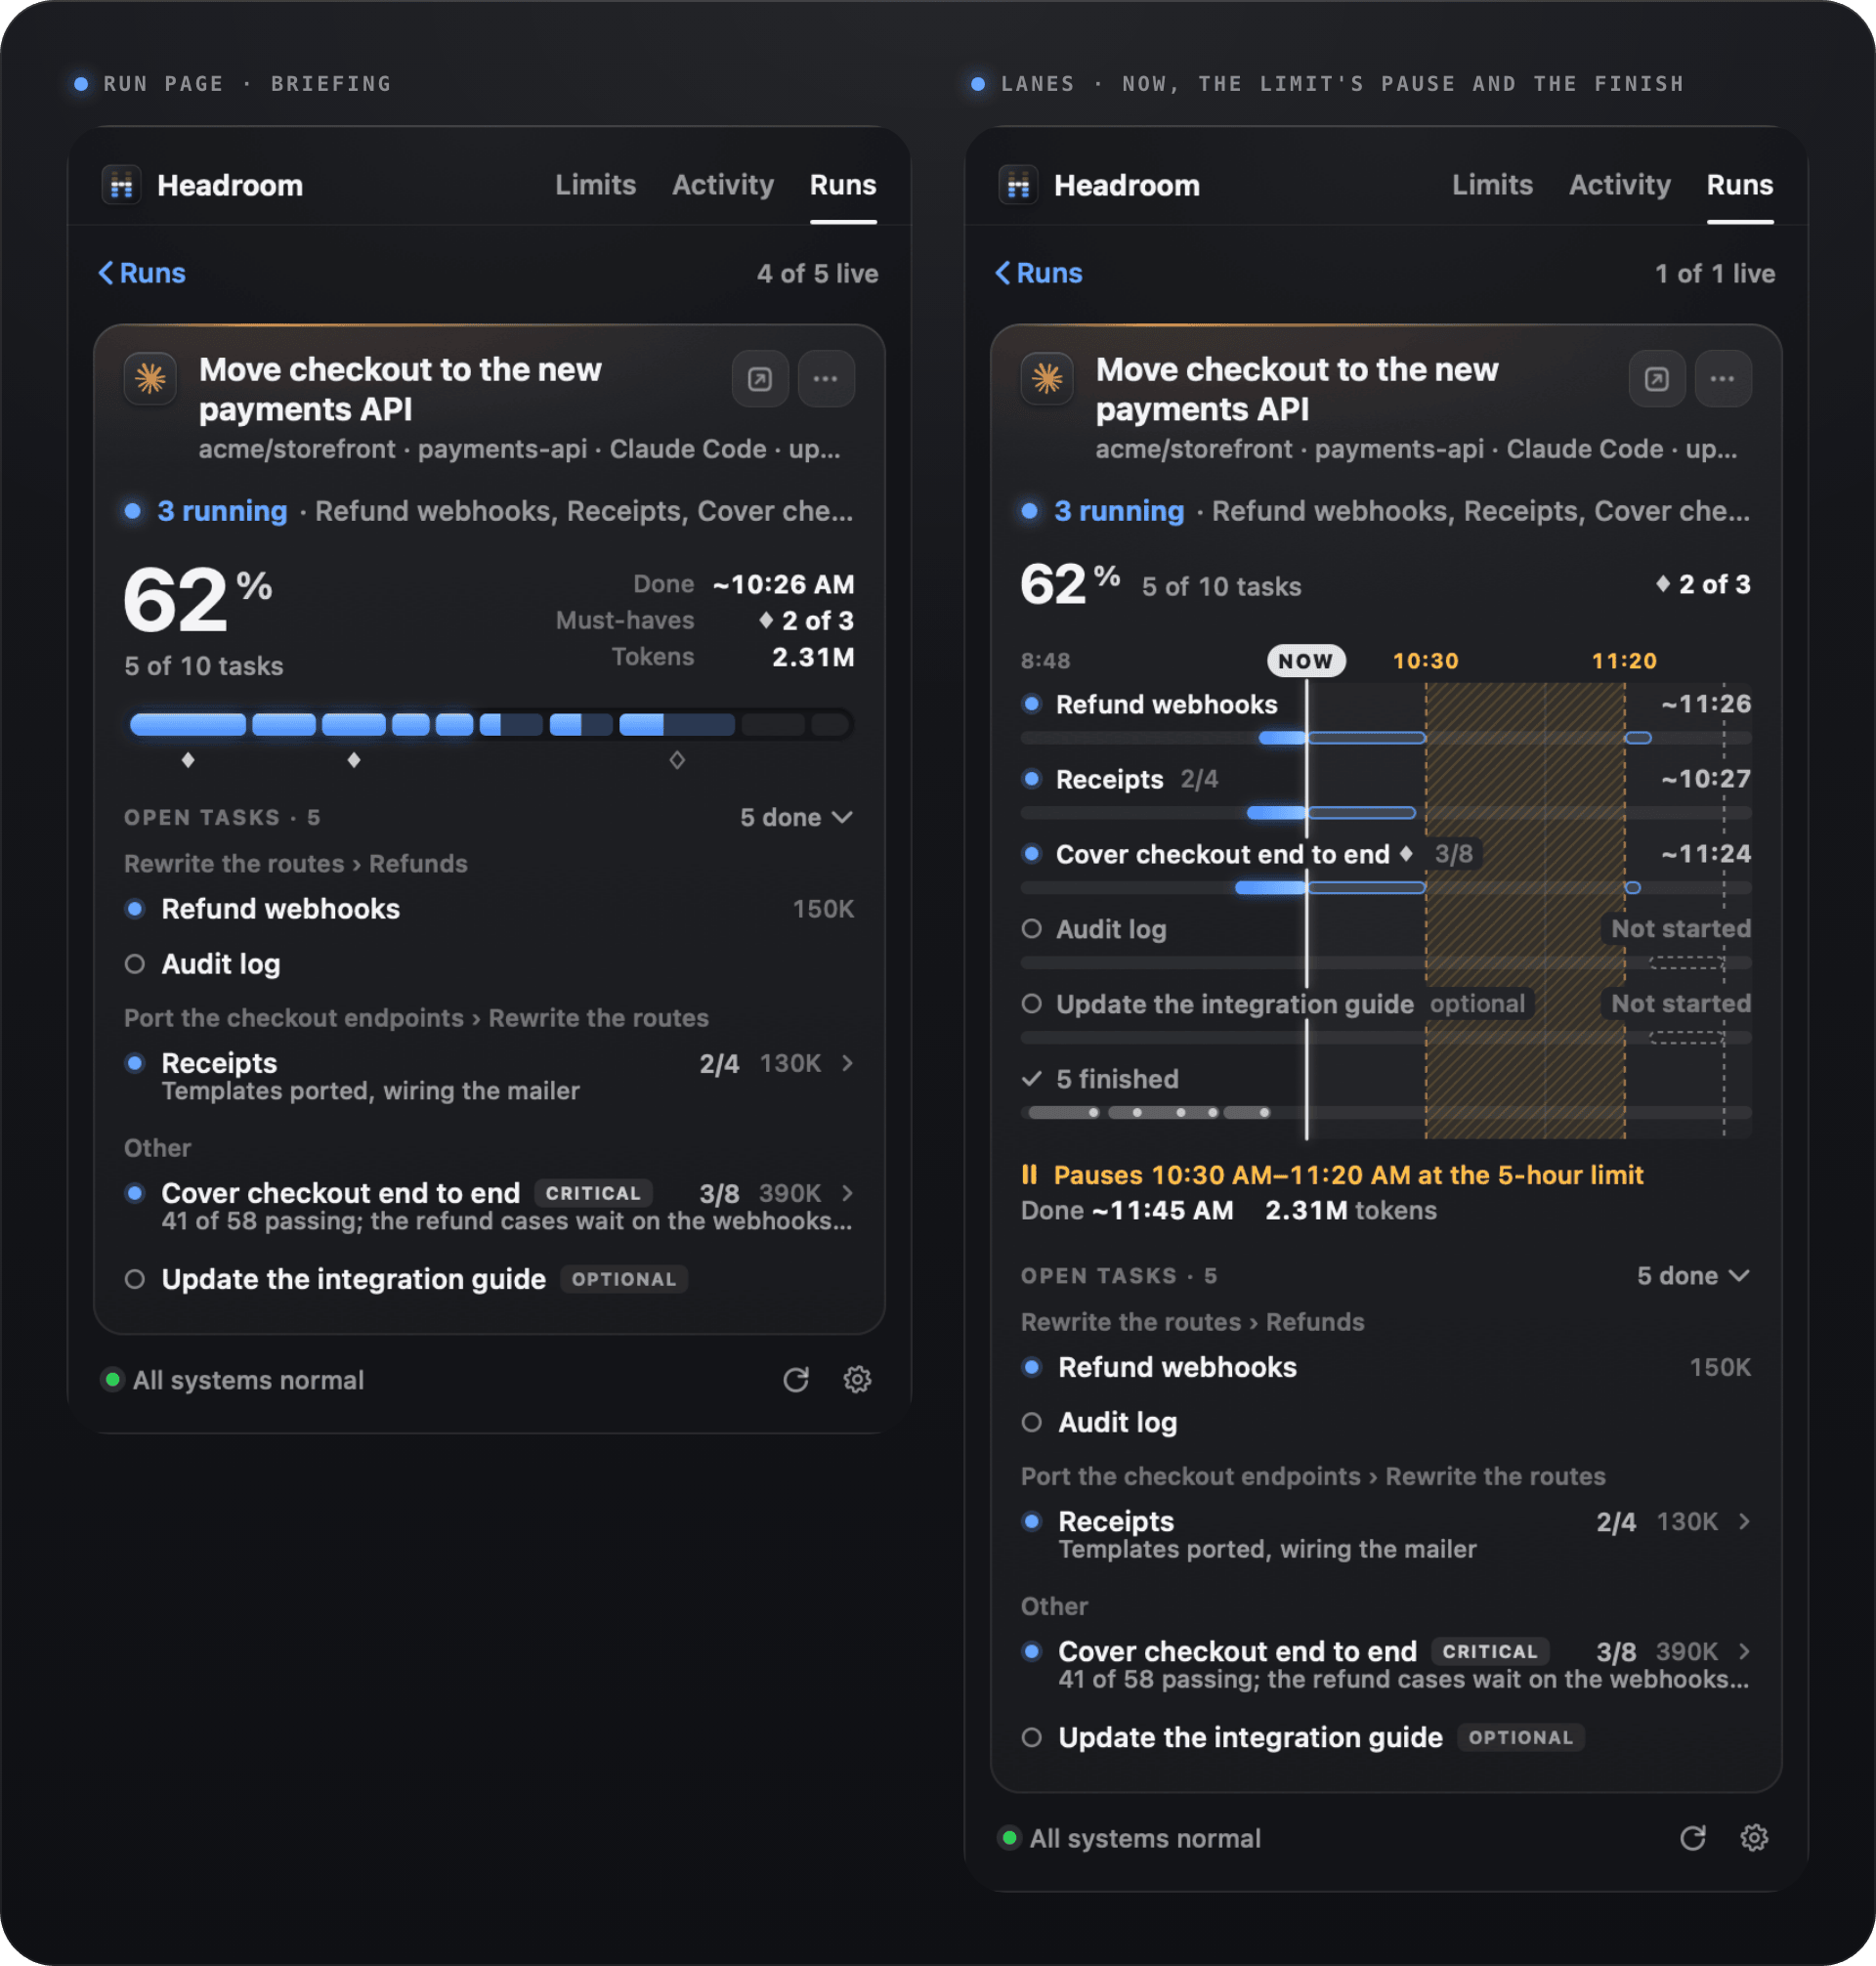 RUN PAGE · BRIEFING
Headroom
Limits
Activity
Runs
Runs
4 of 5 live
Move checkout to the new
payments API
acme/storefront · payments-api · Claude Code · up...
3 running · Refund webhooks, Receipts, Cover che...
62%
5 of 10 tasks
Done ~10:26 AM
Must-haves 2 of 3
Tokens 2.31M
OPEN TASKS · 5
5 done
Rewrite the routes › Refunds
Refund webhooks 150K
Audit log
Port the checkout endpoints › Rewrite the routes
Receipts 2/4 130K
Templates ported, wiring the mailer
Other
Cover checkout end to end CRITICAL 3/8 390K
41 of 58 passing; the refund cases wait on the webhooks...
Update the integration guide OPTIONAL
All systems normal
LANES · NOW, THE LIMIT'S PAUSE AND THE FINISH
Headroom
Limits
Activity
Runs
Runs
1 of 1 live
Move checkout to the new
payments API
acme/storefront · payments-api · Claude Code · up...
3 running · Refund webhooks, Receipts, Cover che...
62% 5 of 10 tasks
2 of 3
8:48 NOW 10:30 11:20
Refund webhooks ~11:26
Receipts 2/4 ~10:27
Cover checkout end to end 3/8 ~11:24
Audit log Not started
Update the integration guide optional Not started
5 finished
Pauses 10:30 AM–11:20 AM at the 5-hour limit
Done ~11:45 AM 2.31M tokens
OPEN TASKS · 5
5 done
Rewrite the routes › Refunds
Refund webhooks 150K
Audit log
Port the checkout endpoints › Rewrite the routes
Receipts 2/4 130K
Templates ported, wiring the mailer
Other
Cover checkout end to end CRITICAL 3/8 390K
41 of 58 passing; the refund cases wait on the webhooks...
Update the integration guide OPTIONAL
All systems normal